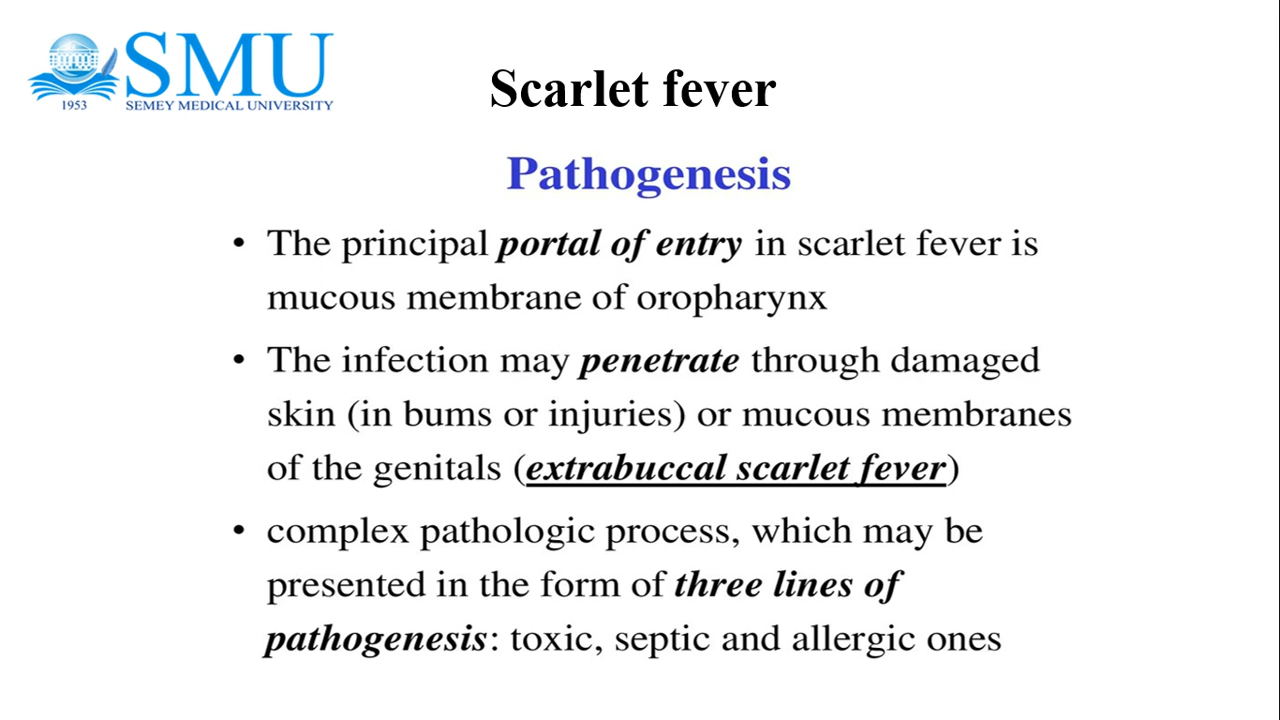 SMU
1953
SEMEY MEDICAL UNIVERSITY
Scarlet fever
Pathogenesis
• The principal portal of entry in scarlet fever is
mucous membrane of oropharynx
• The infection may penetrate through damaged
skin (in bums or injuries) or mucous membranes
of the genitals (extrabuccal scarlet fever)
• complex pathologic process, which may be
presented in the form of three lines of
pathogenesis: toxic, septic and allergic ones